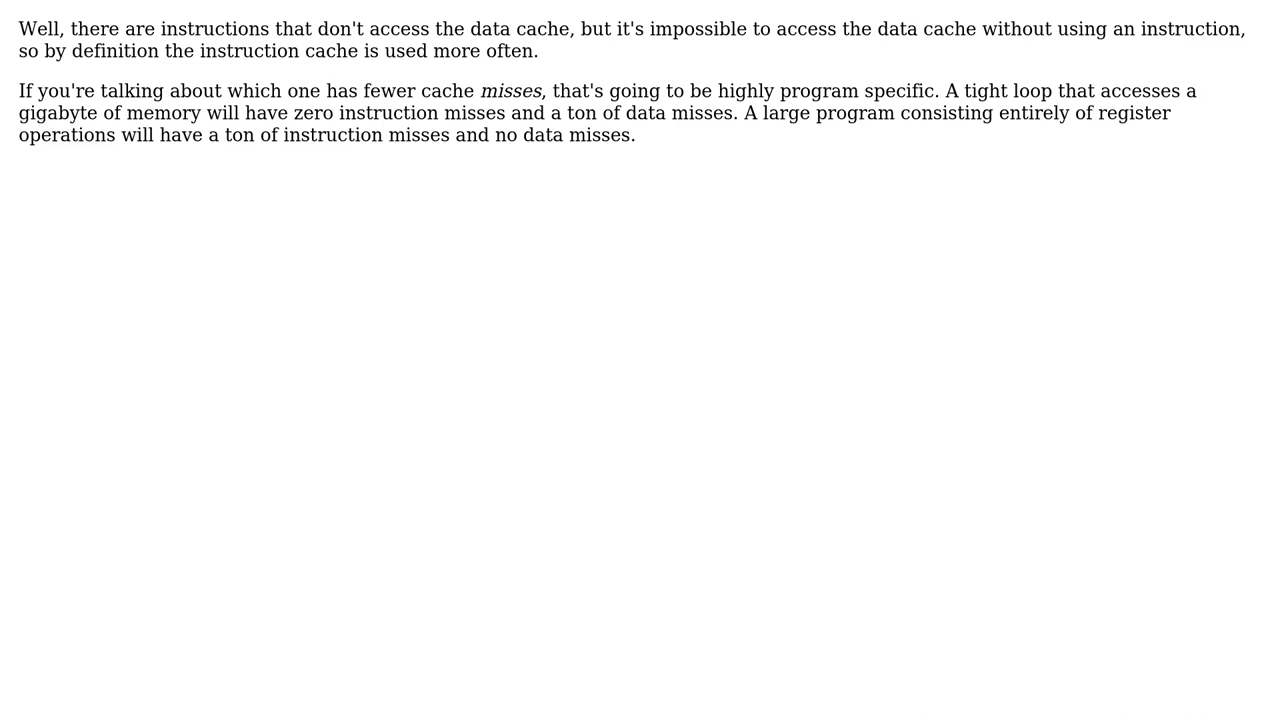 Well, there are instructions that don't access the data cache, but it's impossible to access the data cache without using an instruction,
so by definition the instruction cache is used more often.
If you're talking about which one has fewer cache misses, that's going to be highly program specific. A tight loop that accesses a
gigabyte of memory will have zero instruction misses and a ton of data misses. A large program consisting entirely of register
operations will have a ton of instruction misses and no data misses.